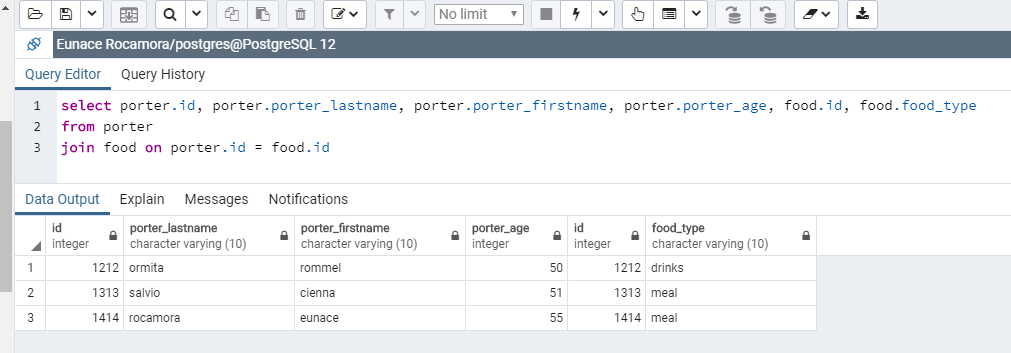 No limit
Eunace Rocamora/postgres@PostgreSQL 12
Query Editor Query History
1 select porter.id, porter.porter_lastname, porter.porter_firstname, porter.porter_age, food.id, food.food_type
2 from porter
3 join food on porter.id = food.id
Data Output Explain Messages Notifications
id porter_lastname porter_firstname porter_age id food_type
integer character varying (10) character varying (10) integer integer character varying (10)
1 1212 ormita rommel 50 1212 drinks
2 1313 salvio cienna 51 1313 meal
3 1414 rocamora eunace 55 1414 meal